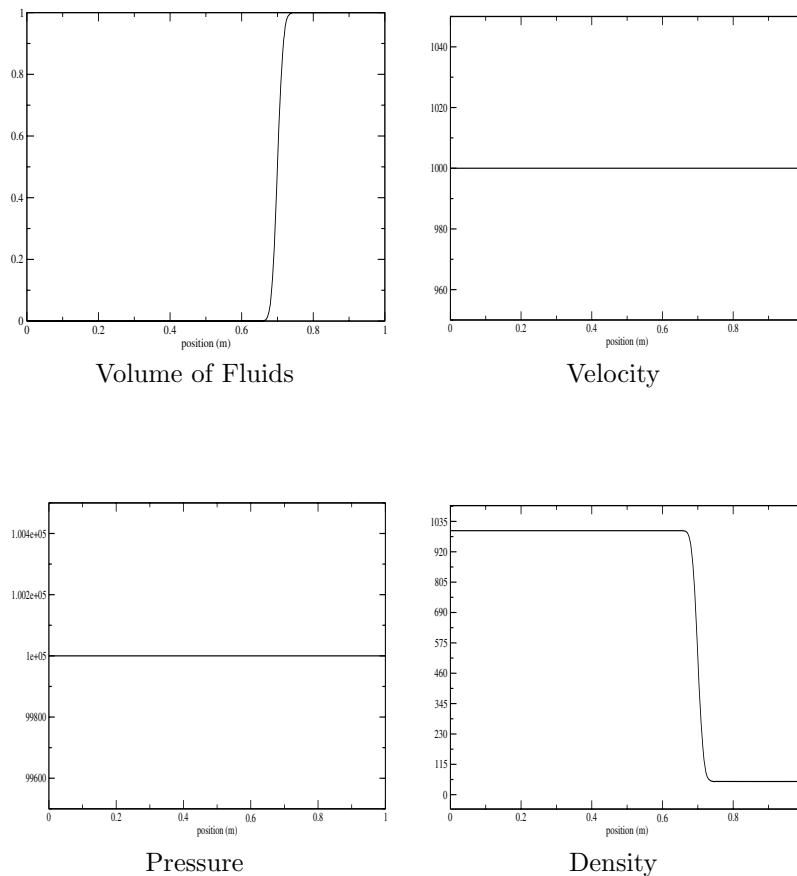 1
0.8
0.6
0.4
0.2
0
0 0.2 0.4 0.6 0.8 1
position (m)
Volume of Fluids
1040
1020
1000
980
960
0 0.2 0.4 0.6 0.8
position (m)
Velocity
1.004e+05
1.002e+05
1e+05
99800
99600
0 0.2 0.4 0.6 0.8 1
position (m)
Pressure
1035
920
805
690
575
460
345
230
115
0
0 0.2 0.4 0.6 0.8
position (m)
Density